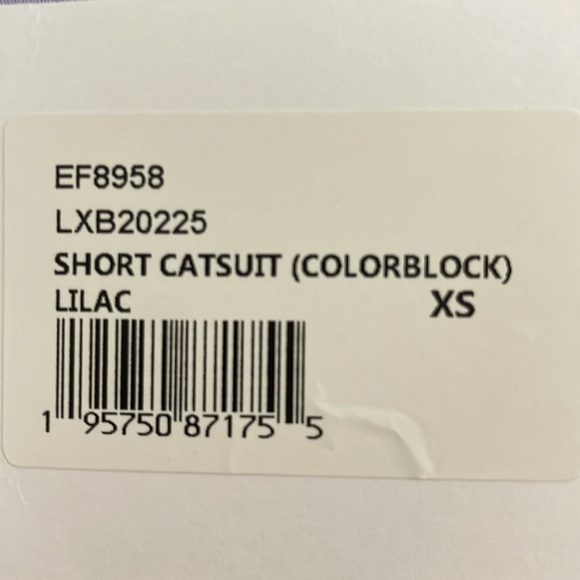 EF8958
LXB20225
SHORT CATSUIT (COLORBLOCK)
LILAC XS
1 95750 87175 5